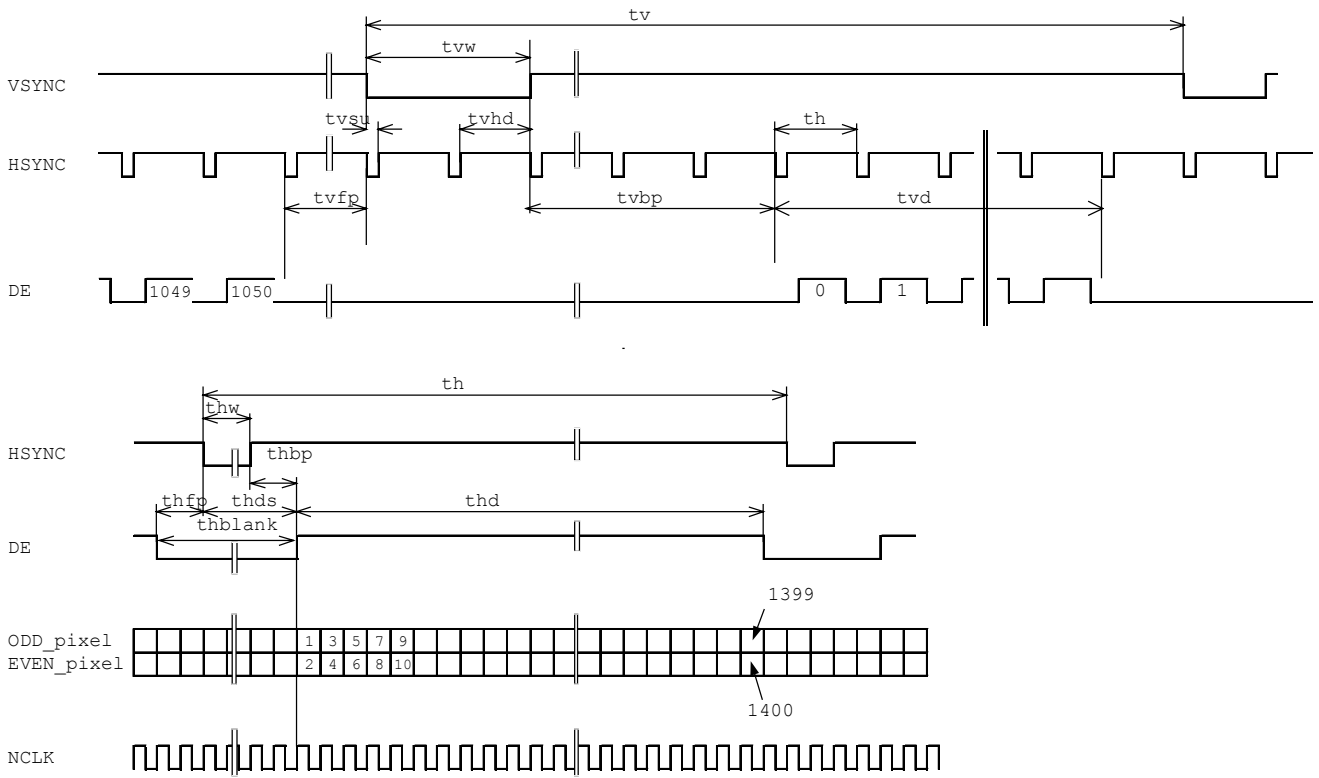 tv
tvw
VSYNC
tvsu tvhd th
HSYNC
tvfp tvbp tvd
DE 1049 1050 0 1
th
thw
HSYNC thbp
thfp thds thd
thblank
DE
1399
ODD_pixel 1 3 5 7 9
EVEN_pixel 2 4 6 8 10
1400
NCLK